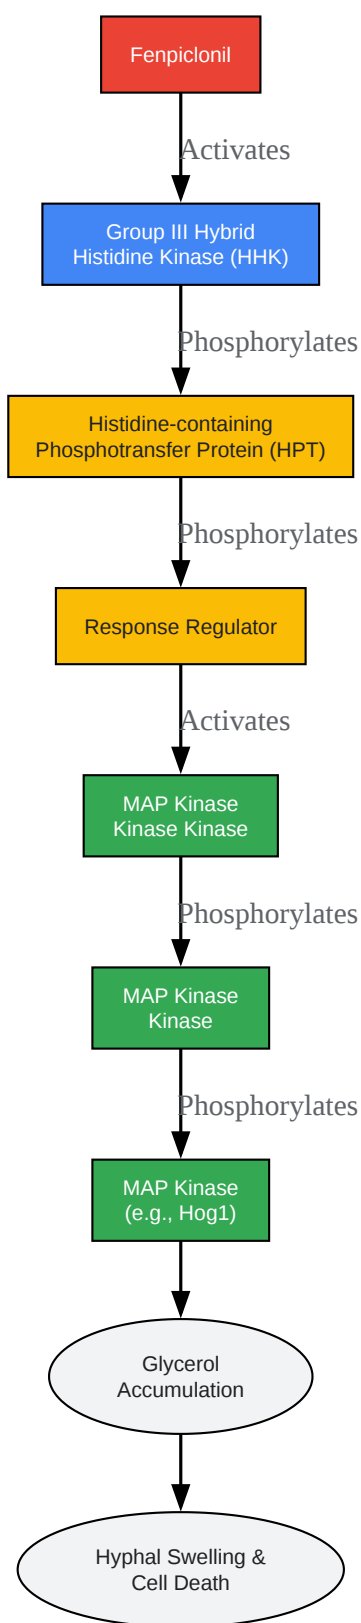 Fenpiclonil
Activates
Group III Hybrid
Histidine Kinase (HHK)
Phosphorylates
Histidine-containing
Phosphotransfer Protein (HPT)
Phosphorylates
Response Regulator
Activates
MAP Kinase
Kinase Kinase
Phosphorylates
MAP Kinase
Kinase
Phosphorylates
MAP Kinase
(e.g., Hog1)
Glycerol
Accumulation
Hyphal Swelling &
Cell Death